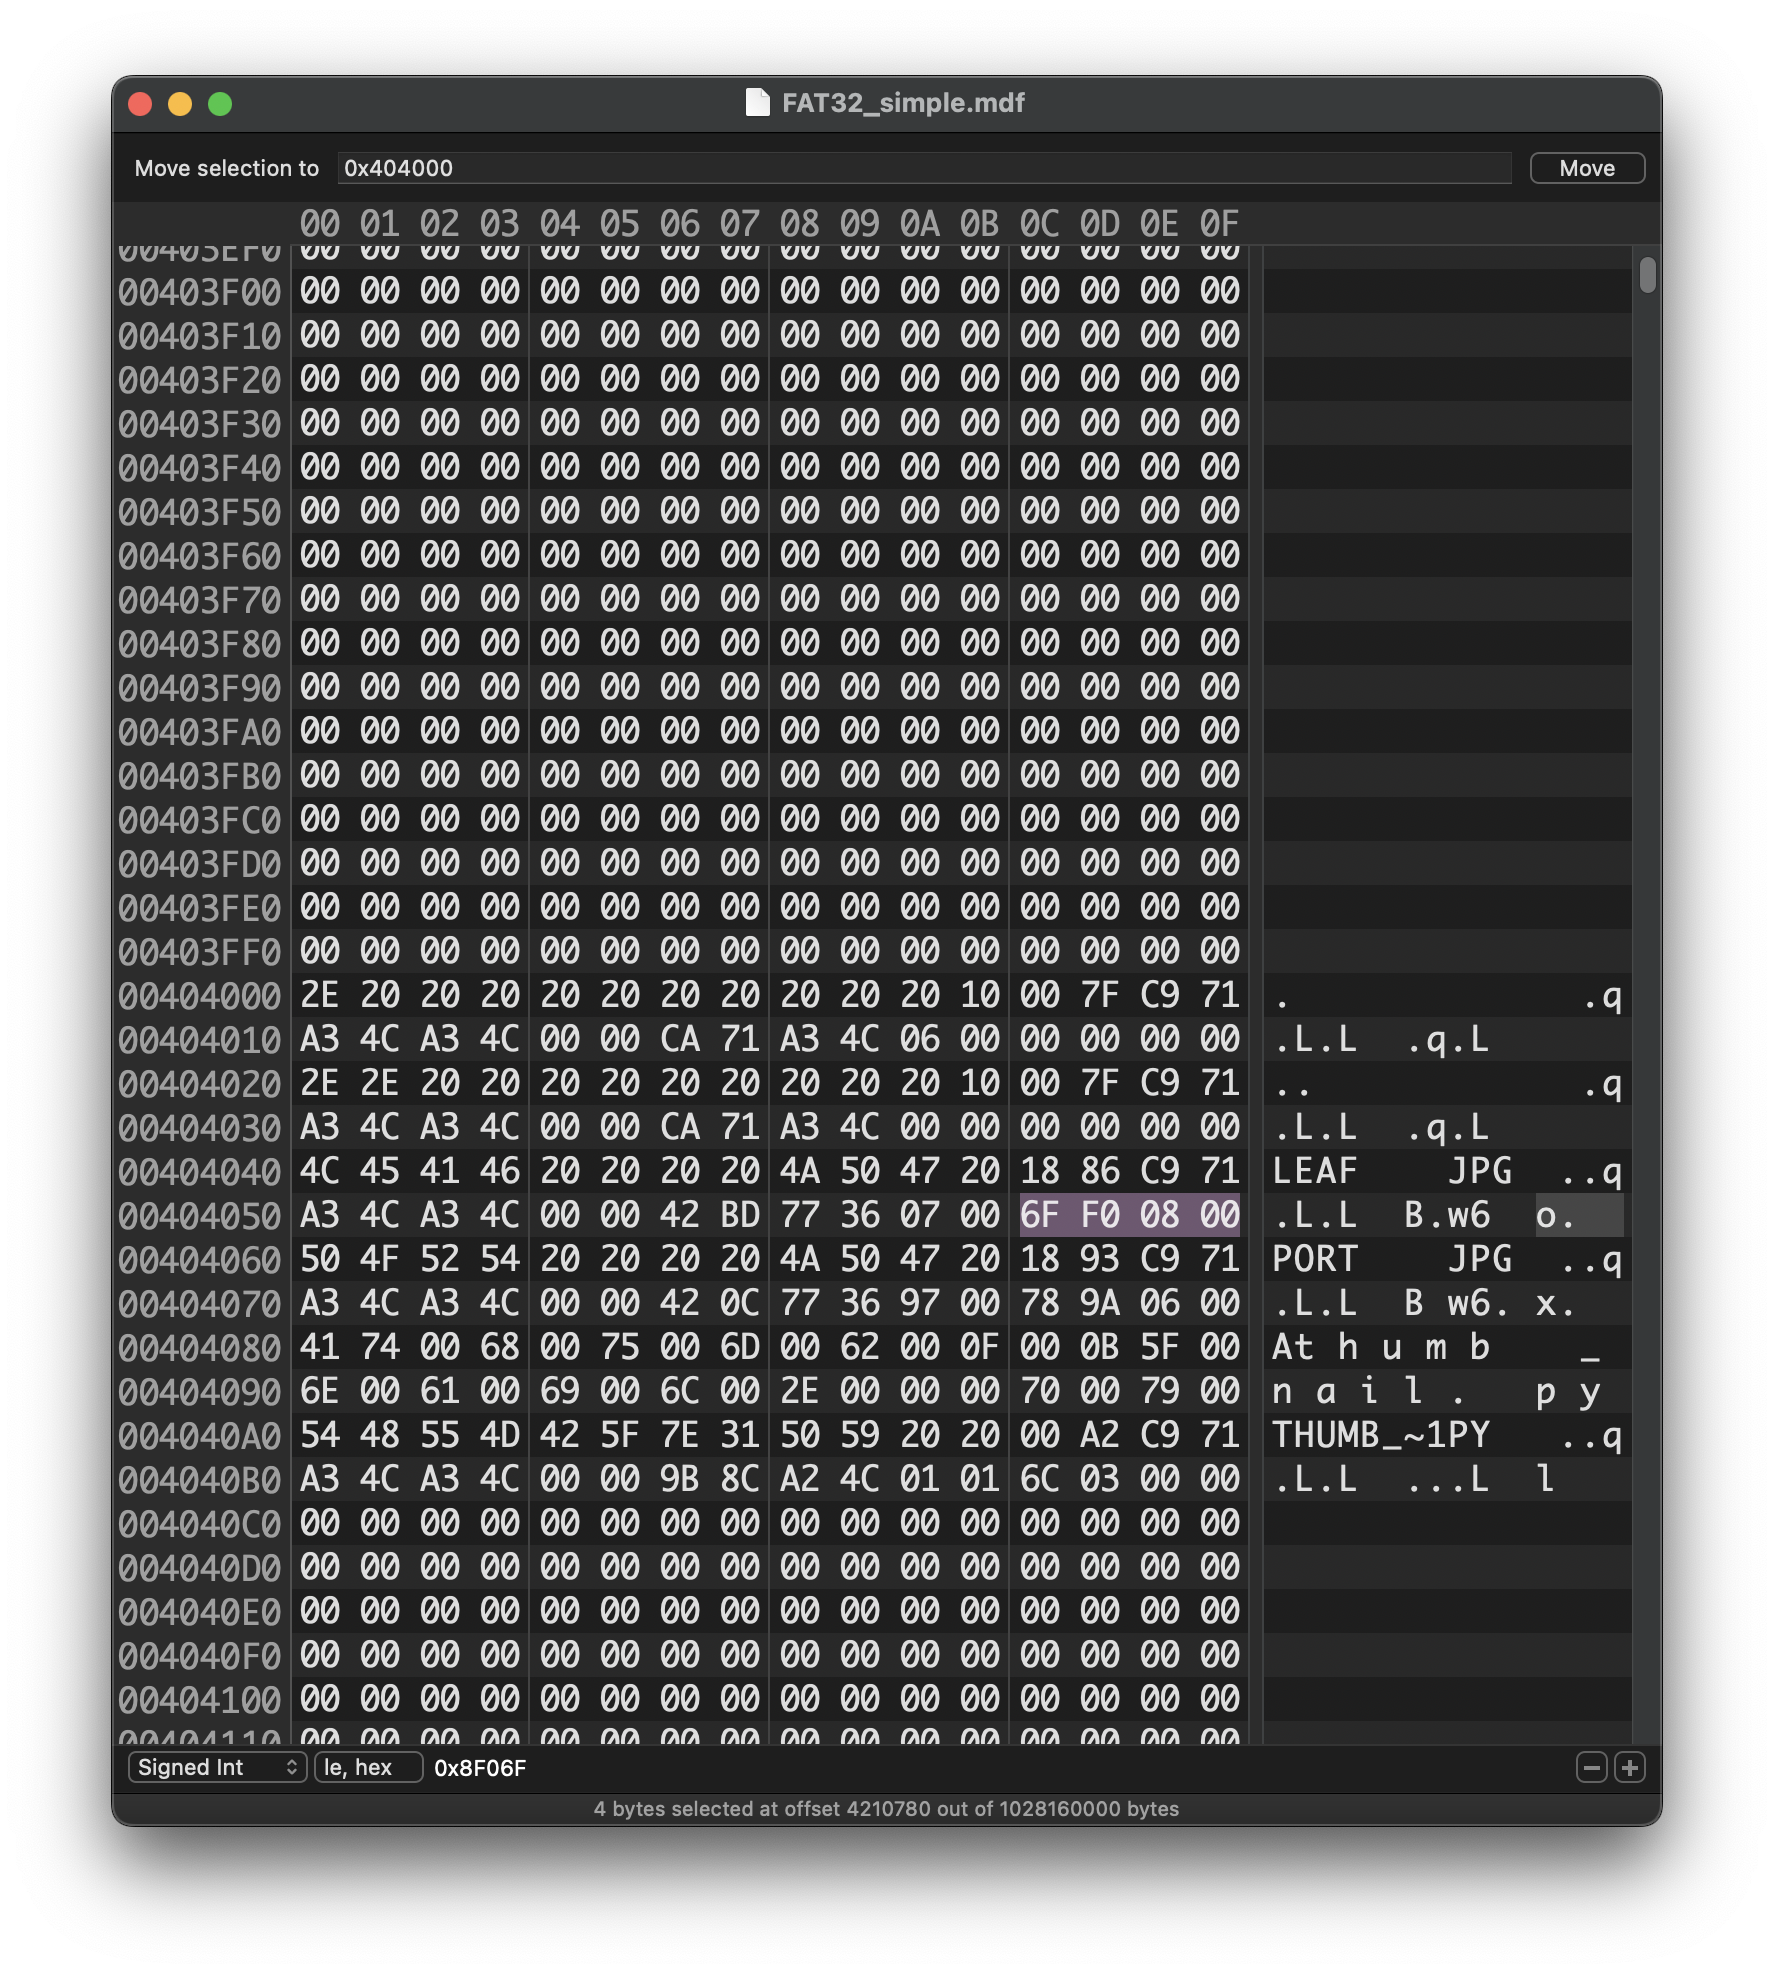 FAT32_simple.mdf
Move selection to 0x404000 Move
00 01 02 03 04 05 06 07 08 09 0A 0B 0C 0D 0E 0F
00403EF0 00 00 00 00 00 00 00 00 00 00 00 00 00 00 00 00
00403F00 00 00 00 00 00 00 00 00 00 00 00 00 00 00 00 00
00403F10 00 00 00 00 00 00 00 00 00 00 00 00 00 00 00 00
00403F20 00 00 00 00 00 00 00 00 00 00 00 00 00 00 00 00
00403F30 00 00 00 00 00 00 00 00 00 00 00 00 00 00 00 00
00403F40 00 00 00 00 00 00 00 00 00 00 00 00 00 00 00 00
00403F50 00 00 00 00 00 00 00 00 00 00 00 00 00 00 00 00
00403F60 00 00 00 00 00 00 00 00 00 00 00 00 00 00 00 00
00403F70 00 00 00 00 00 00 00 00 00 00 00 00 00 00 00 00
00403F80 00 00 00 00 00 00 00 00 00 00 00 00 00 00 00 00
00403F90 00 00 00 00 00 00 00 00 00 00 00 00 00 00 00 00
00403FA0 00 00 00 00 00 00 00 00 00 00 00 00 00 00 00 00
00403FB0 00 00 00 00 00 00 00 00 00 00 00 00 00 00 00 00
00403FC0 00 00 00 00 00 00 00 00 00 00 00 00 00 00 00 00
00403FD0 00 00 00 00 00 00 00 00 00 00 00 00 00 00 00 00
00403FE0 00 00 00 00 00 00 00 00 00 00 00 00 00 00 00 00
00403FF0 00 00 00 00 00 00 00 00 00 00 00 00 00 00 00 00
00404000 2E 20 20 20 20 20 20 20 20 20 20 10 00 7F C9 71 . .q
00404010 A3 4C A3 4C 00 00 CA 71 A3 4C 06 00 00 00 00 00 .L.L .q.L
00404020 2E 2E 20 20 20 20 20 20 20 20 20 10 00 7F C9 71 .. .q
00404030 A3 4C A3 4C 00 00 CA 71 A3 4C 00 00 00 00 00 00 .L.L .q.L
00404040 4C 45 41 46 20 20 20 20 4A 50 47 20 18 86 C9 71 LEAF JPG ..q
00404050 A3 4C A3 4C 00 00 42 BD 77 36 07 00 6F F0 08 00 .L.L B.w6 o.
00404060 50 4F 52 54 20 20 20 20 4A 50 47 20 18 93 C9 71 PORT JPG ..q
00404070 A3 4C A3 4C 00 00 42 0C 77 36 97 00 78 9A 06 00 .L.L B w6. x.
00404080 41 74 00 68 00 75 00 6D 00 62 00 0F 00 0B 5F 00 At h u m b _
00404090 6E 00 61 00 69 00 6C 00 2E 00 00 00 70 00 79 00 n a i l . p y
004040A0 54 48 55 4D 42 5F 7E 31 50 59 20 20 00 A2 C9 71 THUMB_~1PY ..q
004040B0 A3 4C A3 4C 00 00 9B 8C A2 4C 01 01 6C 03 00 00 .L.L ...L l
004040C0 00 00 00 00 00 00 00 00 00 00 00 00 00 00 00 00
004040D0 00 00 00 00 00 00 00 00 00 00 00 00 00 00 00 00
004040E0 00 00 00 00 00 00 00 00 00 00 00 00 00 00 00 00
004040F0 00 00 00 00 00 00 00 00 00 00 00 00 00 00 00 00
00404100 00 00 00 00 00 00 00 00 00 00 00 00 00 00 00 00
00404110 00 00 00 00 00 00 00 00 00 00 00 00 00 00 00 00
Signed Int le, hex 0x8F06F
4 bytes selected at offset 4210780 out of 1028160000 bytes